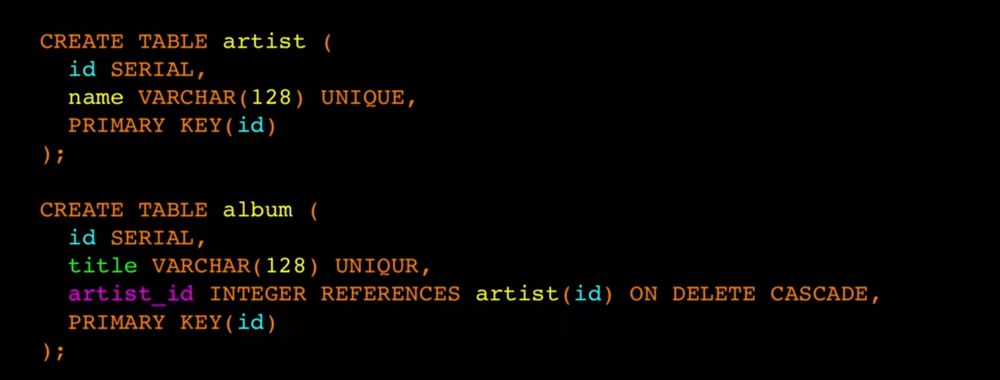 CREATE TABLE artist (
  id SERIAL,
  name VARCHAR(128) UNIQUE,
  PRIMARY KEY(id)
);

CREATE TABLE album (
  id SERIAL,
  title VARCHAR(128) UNIQUR,
  artist_id INTEGER REFERENCES artist(id) ON DELETE CASCADE,
  PRIMARY KEY(id)
);